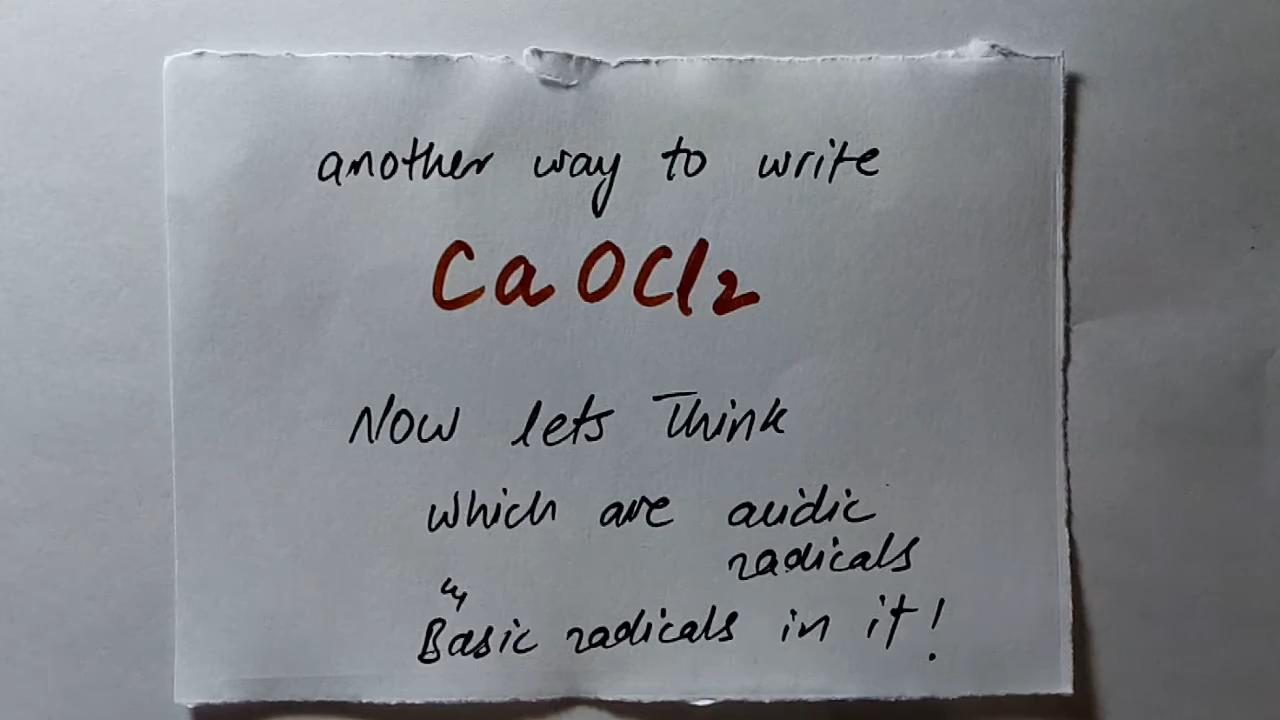 another way to write
CaOCl2
Now lets Think
which are acidic
radicals
Basic radicals in it!